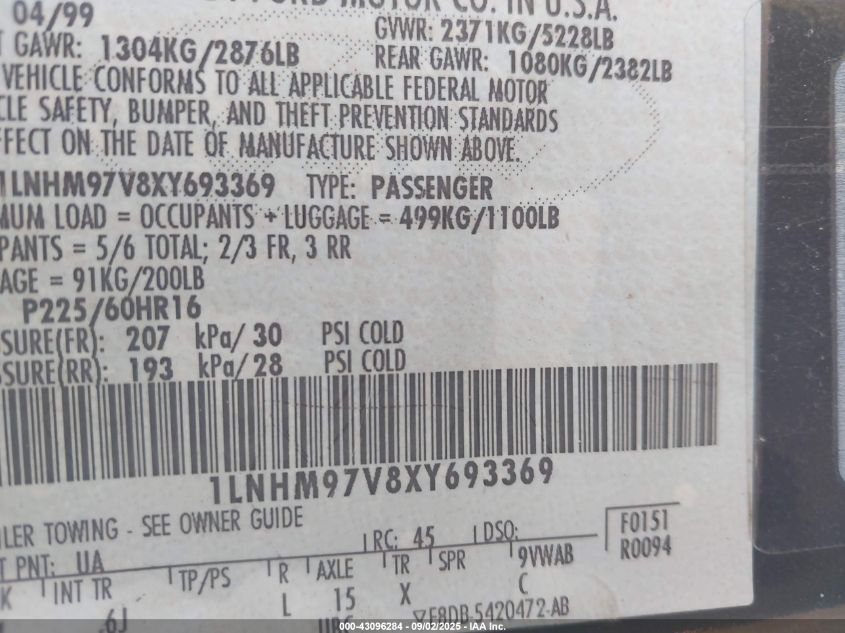 FORD MOTOR CO. IN U.S.A.
04/99
GVWR: 2371KG/5228LB
GAWR: 1304KG/2876LB REAR GAWR: 1080KG/2382LB
VEHICLE CONFORMS TO ALL APPLICABLE FEDERAL MOTOR
CLE SAFETY, BUMPER, AND THEFT PREVENTION STANDARDS
FFECT ON THE DATE OF MANUFACTURE SHOWN ABOVE.
1LNHM97V8XY693369 TYPE: PASSENGER
MUM LOAD = OCCUPANTS + LUGGAGE = 499KG/1100LB
PANTS = 5/6 TOTAL; 2/3 FR, 3 RR
AGE = 91KG/200LB
P225/60HR16
SSURE(FR): 207 kPa/ 30 PSI COLD
SSURE(RR): 193 kPa/ 28 PSI COLD
1LNHM97V8XY693369
ILER TOWING - SEE OWNER GUIDE
RC: 45 DSO: F0151
T PNT: UA R0094
K INT TR TP/PS R AXLE TR SPR 9VWAB
L 15 X C
6J F8DB-5420472-AB
000-43096284 - 09/02/2025 - IAA Inc.